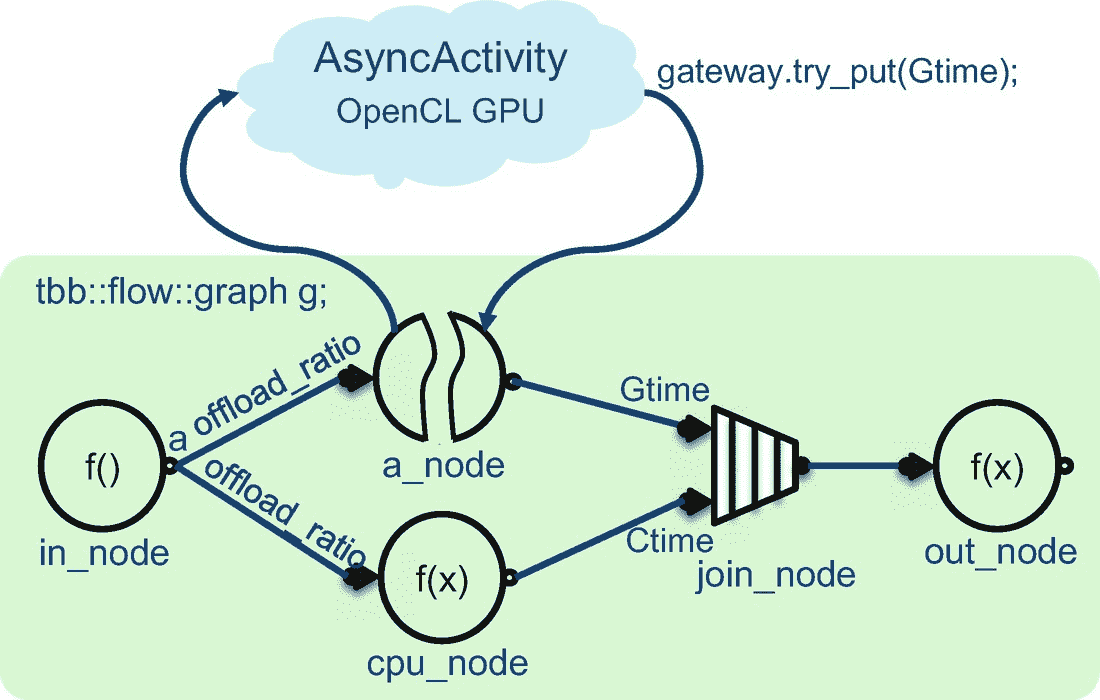 AsyncActivity
OpenCL GPU
gateway.try_put(Gtime);
tbb::flow::graph g;
a offload_ratio
offload_ratio
f()
in_node
a_node
f(x)
cpu_node
Gtime
Ctime
join_node
f(x)
out_node